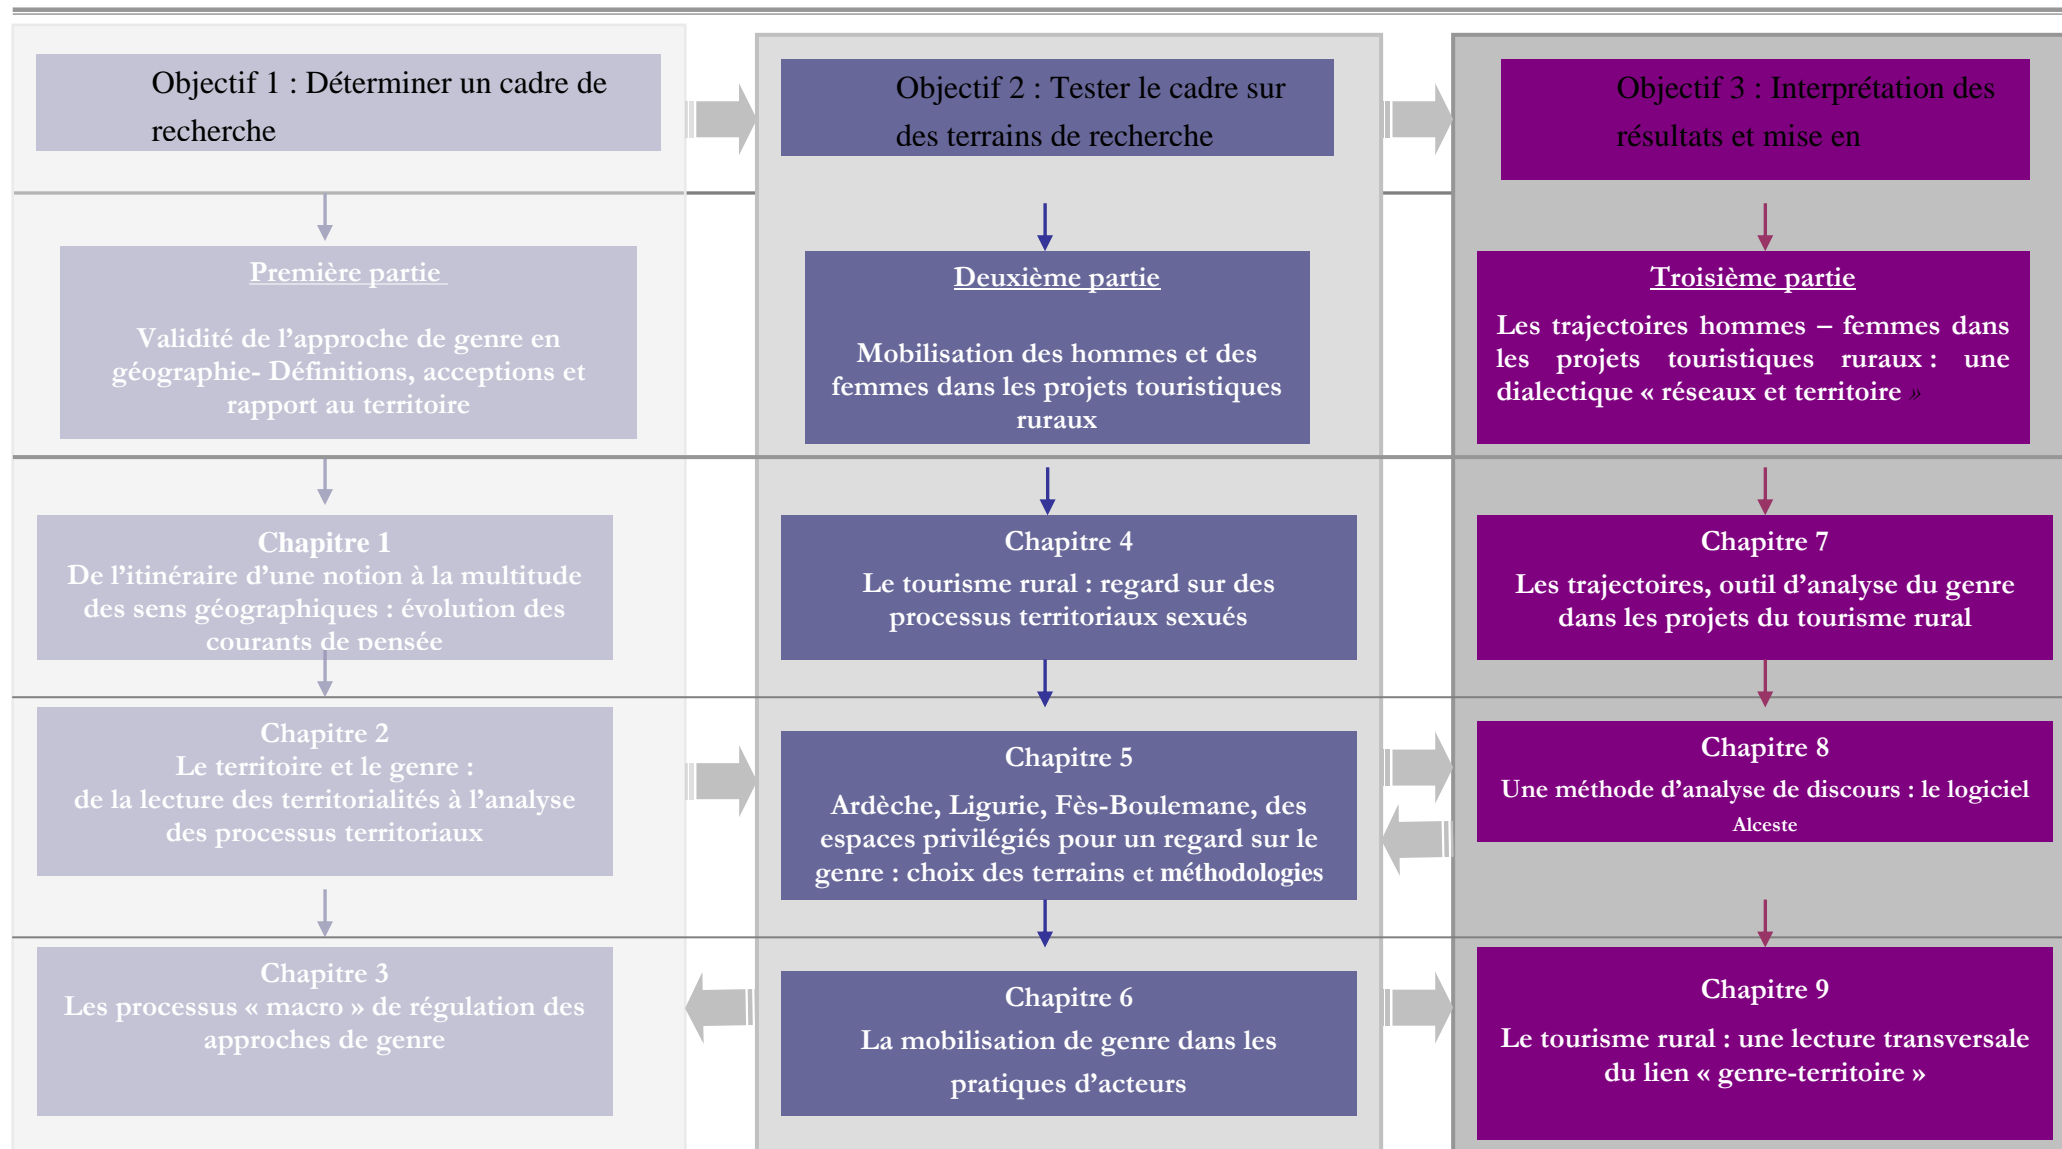 Objectif 1 : Déterminer un cadre de
recherche
Objectif 2 : Tester le cadre sur
des terrains de recherche
Objectif 3 : Interprétation des
résultats et mise en
Première partie
Validité de l’approche de genre en
géographie- Définitions, acceptions et
rapport au territoire
Deuxième partie
Mobilisation des hommes et des
femmes dans les projets touristiques
ruraux
Troisième partie
Les trajectoires hommes – femmes dans
les projets touristiques ruraux : une
dialectique « réseaux et territoire »
Chapitre 1
De l’itinéraire d’une notion à la multitude
des sens géographiques : évolution des
courants de pensée
Chapitre 4
Le tourisme rural : regard sur des
processus territoriaux sexués
Chapitre 7
Les trajectoires, outil d’analyse du genre
dans les projets du tourisme rural
Chapitre 2
Le territoire et le genre :
de la lecture des territorialités à l’analyse
des processus territoriaux
Chapitre 5
Ardèche, Ligurie, Fès-Boulemane, des
espaces privilégiés pour un regard sur le
genre : choix des terrains et méthodologies
Chapitre 8
Une méthode d’analyse de discours : le logiciel
Alceste
Chapitre 3
Les processus « macro » de régulation des
approches de genre
Chapitre 6
La mobilisation de genre dans les
pratiques d’acteurs
Chapitre 9
Le tourisme rural : une lecture transversale
du lien « genre-territoire »